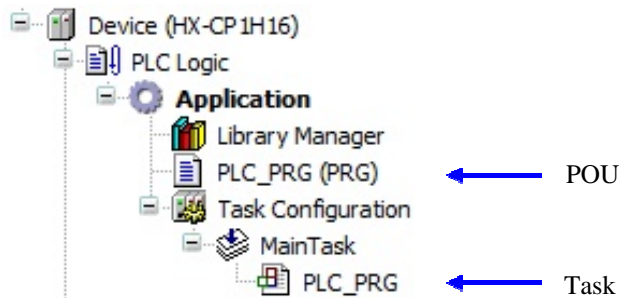 Device (HX-CP1H16)
PLC Logic
Application
Library Manager
PLC_PRG (PRG) POU
Task Configuration
MainTask
PLC_PRG Task